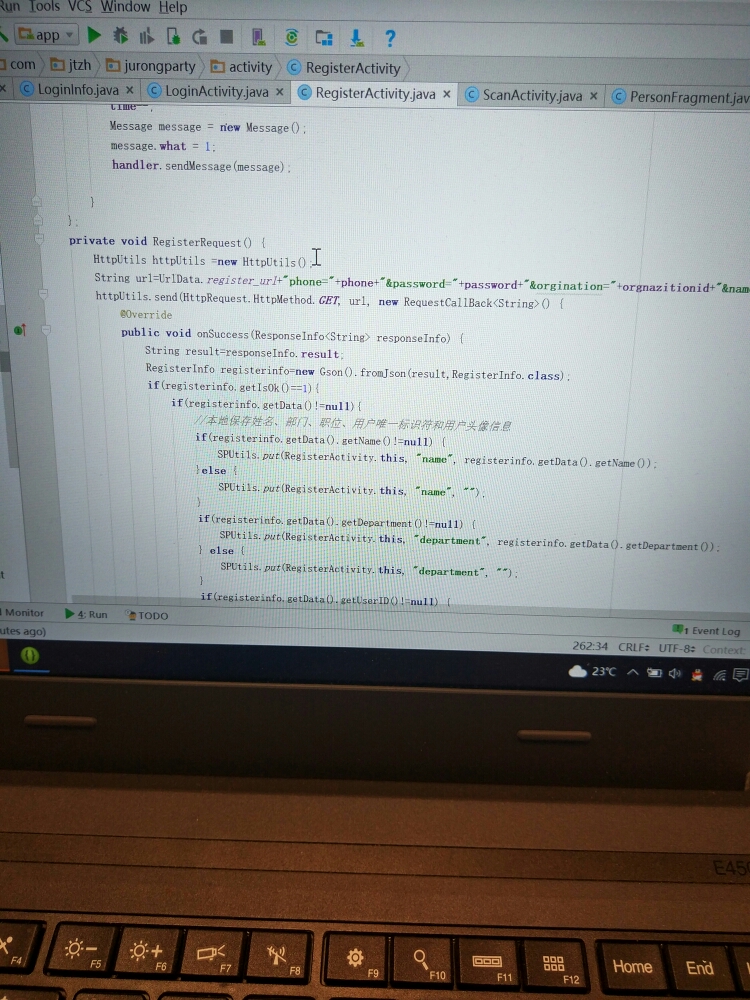 Run Tools VCS Window Help
app
com jtzh jurongparty activity RegisterActivity
LoginInfo.java LoginActivity.java RegisterActivity.java ScanActivity.java PersonFragment.jav
time--;
Message message = new Message();
message.what = 1;
handler.sendMessage(message);
}
};
private void RegisterRequest() {
HttpUtils httpUtils =new HttpUtils();
String url=UrlData.register_url+"phone="+phone+"&password="+password+"&orgination="+orgnazitionid+"&nam
httpUtils.send(HttpRequest.HttpMethod.GET, url, new RequestCallBack<String>() {
@Override
public void onSuccess(ResponseInfo<String> responseInfo) {
String result=responseInfo.result;
RegisterInfo registerinfo=new Gson().fromJson(result,RegisterInfo.class);
if(registerinfo.getIsOk()==1){
if(registerinfo.getData()!=null){
//本地保存姓名、部门、职位、用户唯一标识符和用户头像信息
if(registerinfo.getData().getName()!=null) {
SPUtils.put(RegisterActivity.this, "name", registerinfo.getData().getName());
}else {
SPUtils.put(RegisterActivity.this, "name", "");
}
if(registerinfo.getData().getDepartment()!=null) {
SPUtils.put(RegisterActivity.this, "department", registerinfo.getData().getDepartment());
} else {
SPUtils.put(RegisterActivity.this, "department", "");
}
if(registerinfo.getData().getUserID()!=null) {
t
Monitor 4: Run TODO
1 Event Log
utes ago)
262:34 CRLF UTF-8 Context:
23℃
E450
F4 F5 F6 F7 F8 F9 F10 F11 F12 Home End